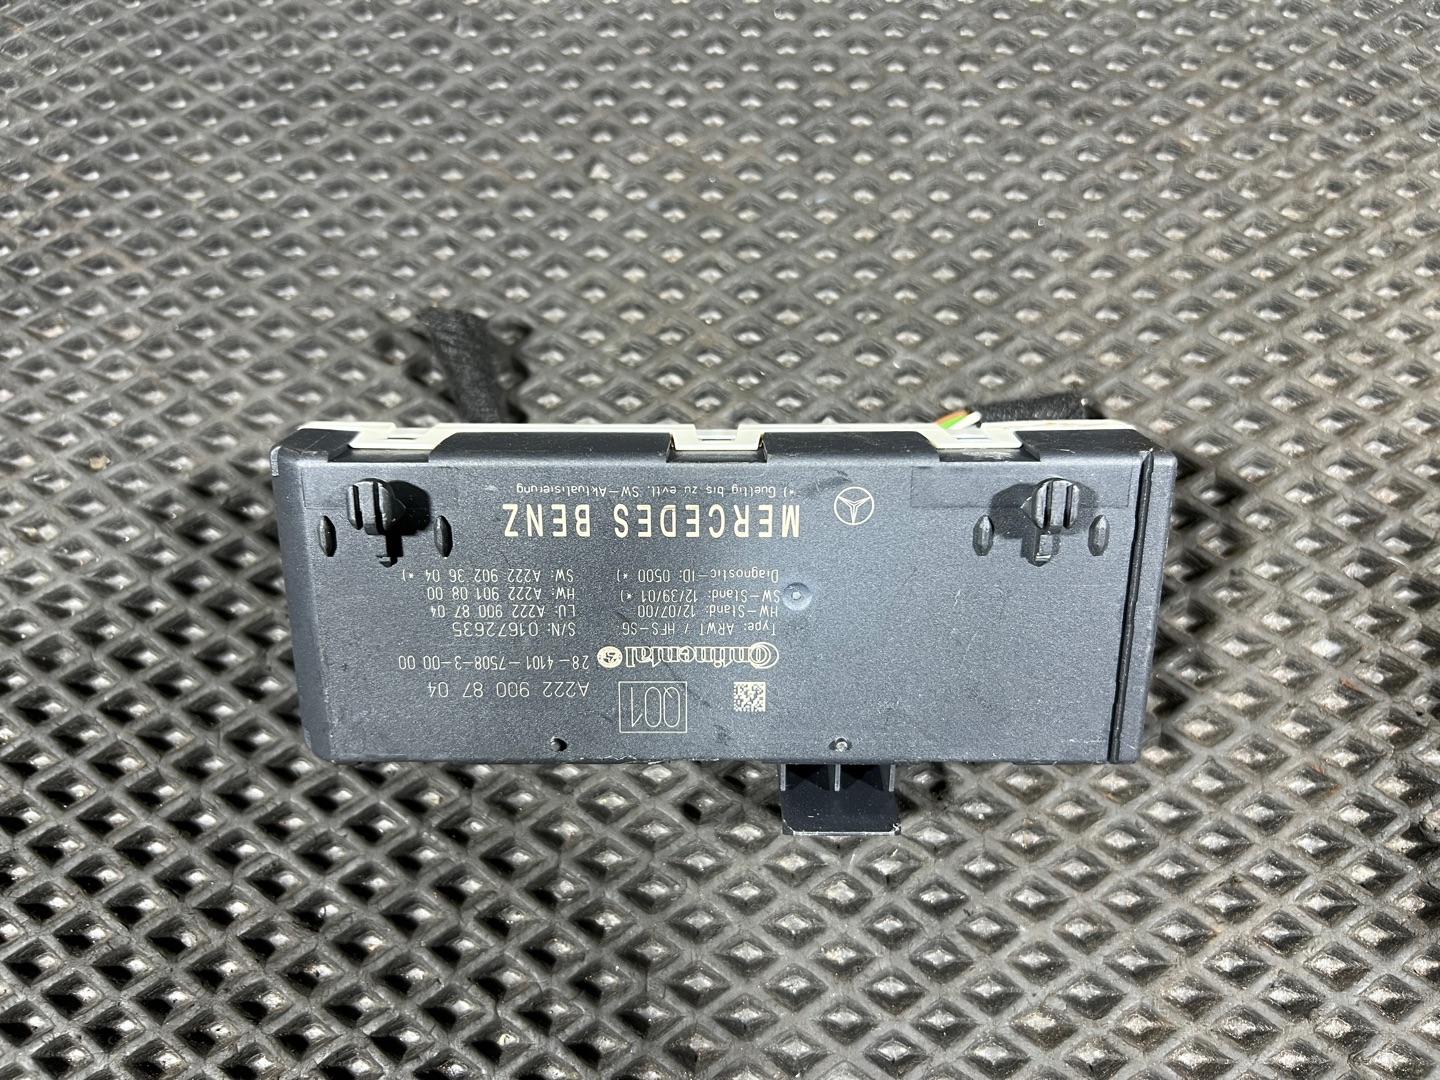 A222 900 87 04
Q01
28-4101-7508-3-00 00
Continental
S/N: 01672635
Type: ARWT / HFS-SG
LU: A222 900 87 04
HW-Stand: 12/07/00
HW: A222 901 08 00
SW-Stand: 12/39/01 *)
SW: A222 902 36 04 *)
Diagnostic-ID: 0500 *)
MERCEDES BENZ
*) Gueltig bis zu evtl. SW-Aktualisierung